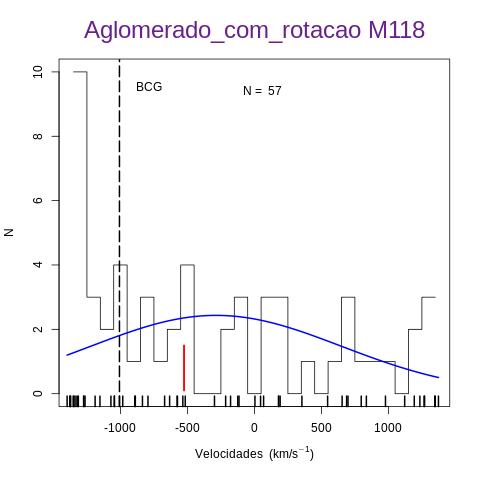 Aglomerado_com_rotacao M118
BCG
N = 57
10
8
6
4
2
0
N
-1000 -500 0 500 1000
Velocidades (km/s⁻¹)